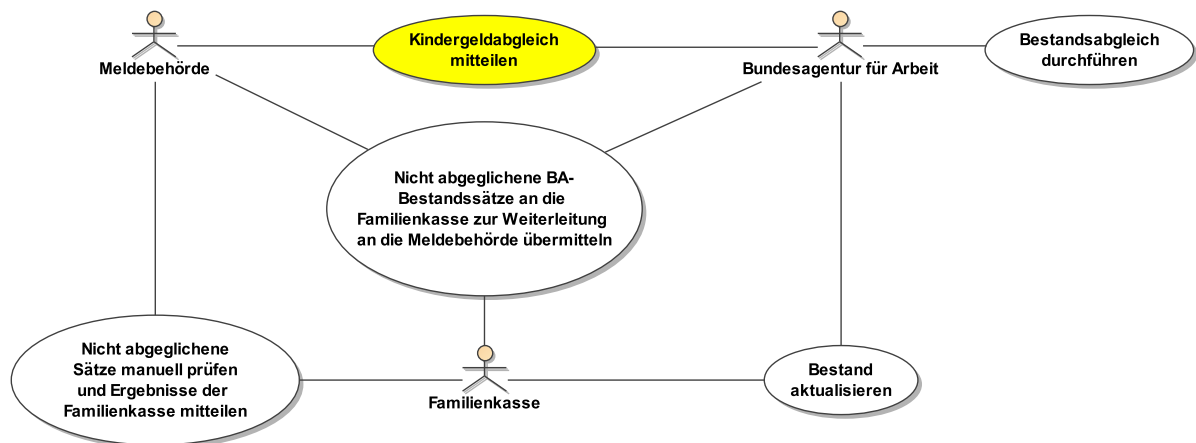 Kindergeldabgleich
mitteilen
Bestandsabgleich
durchführen
Meldebehörde
Bundesagentur für Arbeit
Nicht abgeglichene BA-
Bestandssätze an die
Familienkasse zur Weiterleitung
an die Meldebehörde übermitteln
Nicht abgeglichene
Sätze manuell prüfen
und Ergebnisse der
Familienkasse mitteilen
Familienkasse
Bestand
aktualisieren